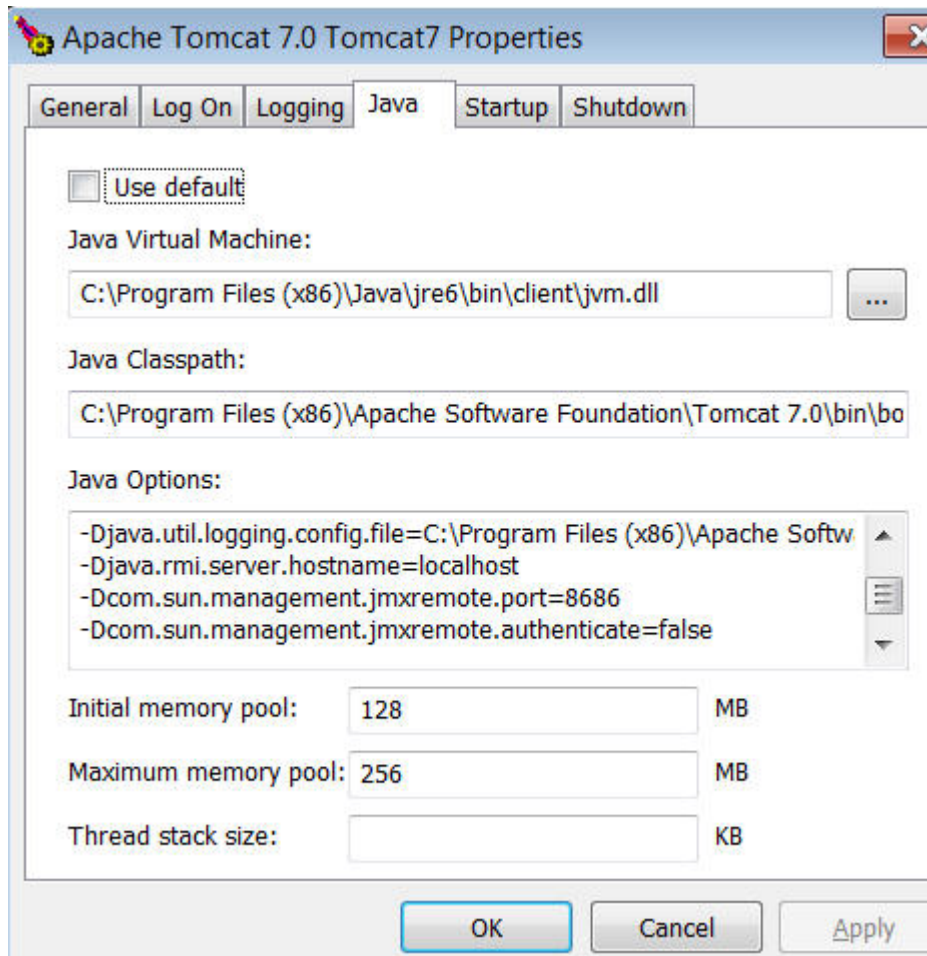 Apache Tomcat 7.0 Tomcat7 Properties
General Log On Logging Java Startup Shutdown
Use default
Java Virtual Machine:
C:\Program Files (x86)\Java\jre6\bin\client\jvm.dll
...
Java Classpath:
C:\Program Files (x86)\Apache Software Foundation\Tomcat 7.0\bin\bo
Java Options:
-Djava.util.logging.config.file=C:\Program Files (x86)\Apache Softw
-Djava.rmi.server.hostname=localhost
-Dcom.sun.management.jmxremote.port=8686
-Dcom.sun.management.jmxremote.authenticate=false
Initial memory pool: 128 MB
Maximum memory pool: 256 MB
Thread stack size: KB
OK Cancel Apply